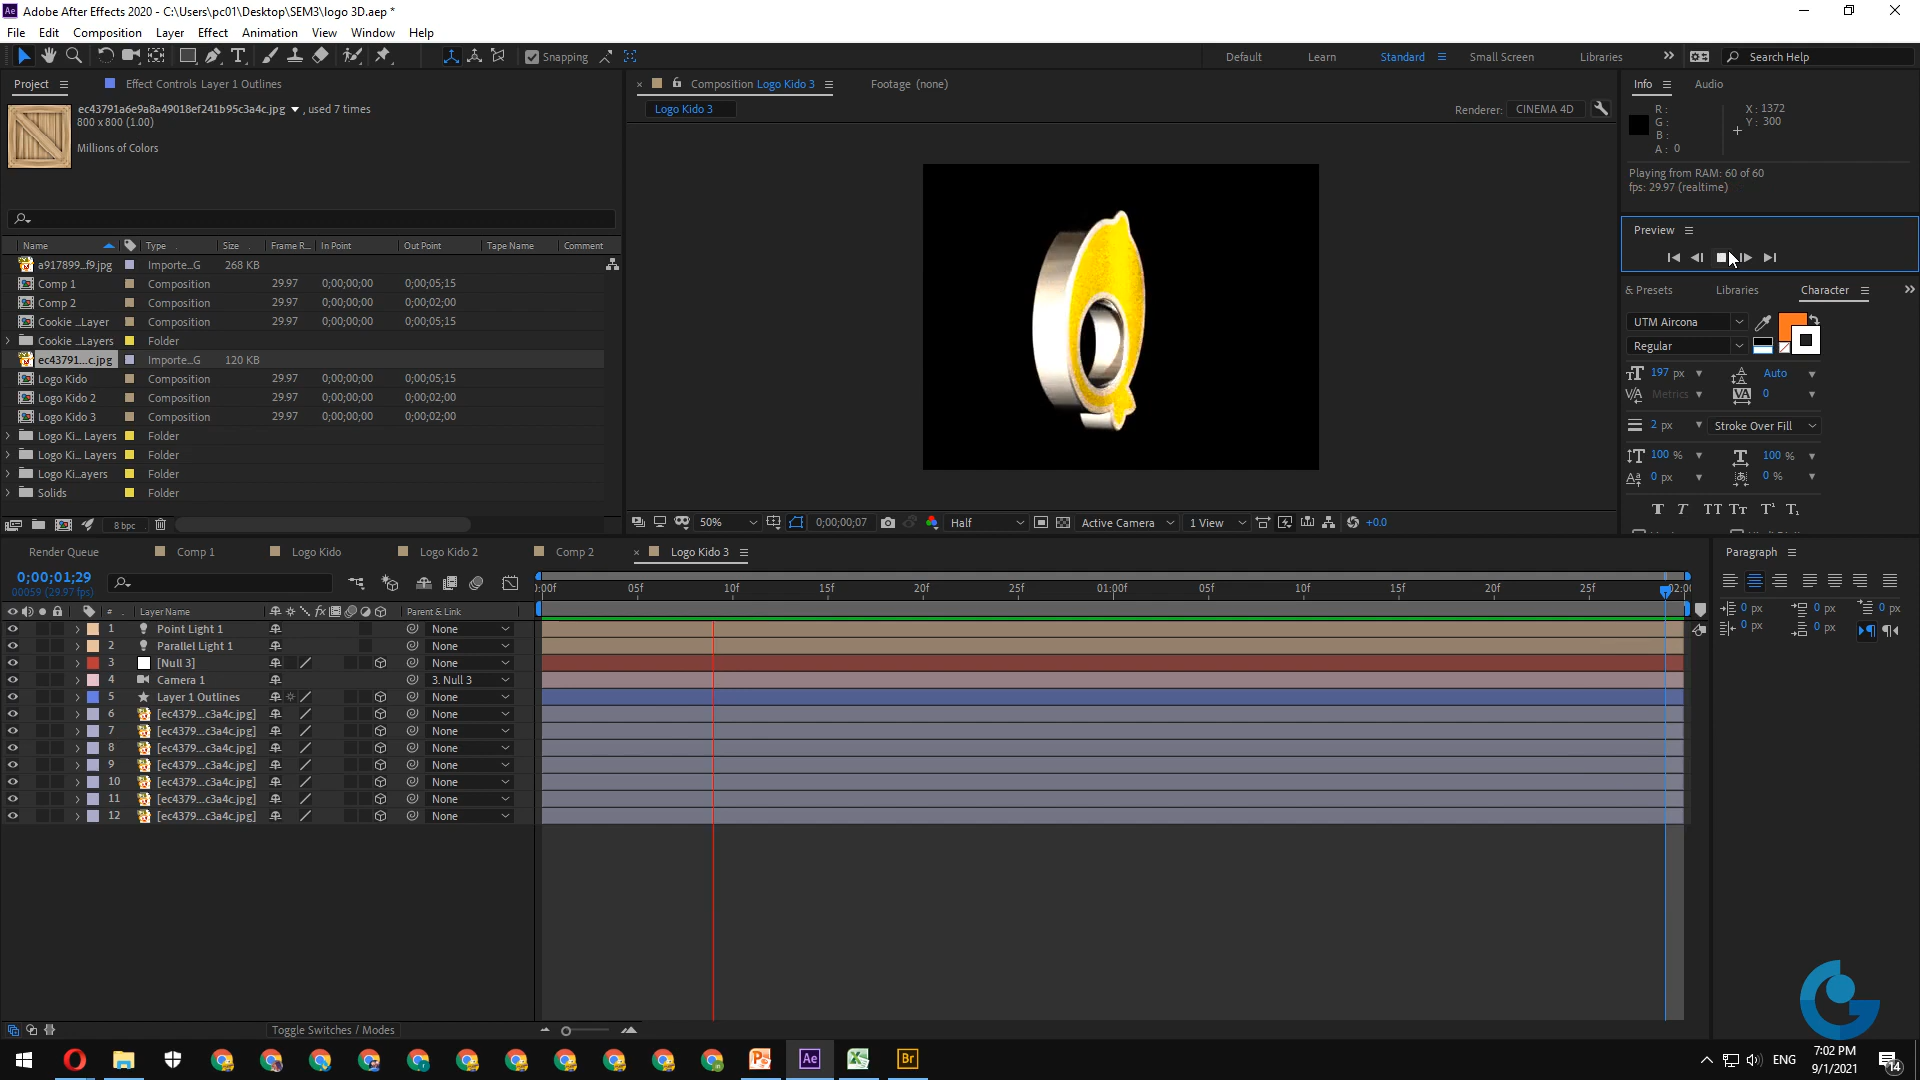 Ae Adobe After Effects 2020 - C:\Users\pc01\Desktop\SEM3\logo 3D.aep *
File Edit Composition Layer Effect Animation View Window Help
Snapping Default Learn Standard Small Screen Libraries Search Help
Project Effect Controls Layer 1 Outlines
ec43791a6e9a8a49018ef241b95c3a4c.jpg , used 7 times
800 x 800 (1.00)
Millions of Colors
Name Type Size Frame R... In Point Out Point Tape Name Comment
a917899...f9.jpg Importe...G 268 KB
Comp 1 Composition 29.97 0;00;00;00 0;00;05;15
Comp 2 Composition 29.97 0;00;00;00 0;00;02;00
Cookie ...Layer Composition 29.97 0;00;00;00 0;00;05;15
Cookie ...Layers Folder
ec43791...c.jpg Importe...G 120 KB
Logo Kido Composition 29.97 0;00;00;00 0;00;05;15
Logo Kido 2 Composition 29.97 0;00;00;00 0;00;02;00
Logo Kido 3 Composition 29.97 0;00;00;00 0;00;02;00
Logo Ki... Layers Folder
Logo Ki... Layers Folder
Logo Ki...ayers Folder
Solids Folder
8 bpc
Composition Logo Kido 3 Footage (none)
Logo Kido 3 Renderer: CINEMA 4D
50% 0;00;00;07 Half Active Camera 1 View +0.0
Info Audio
R : X : 1372
G : Y : 300
B :
A : 0
Playing from RAM: 60 of 60
fps: 29.97 (realtime)
Preview
& Presets Libraries Character
UTM Aircona
Regular
197 px Auto
Metrics 0
2 px Stroke Over Fill
100 % 100 %
0 px 0 %
T T TT TT T¹ T₁
Render Queue Comp 1 Logo Kido Logo Kido 2 Comp 2 Logo Kido 3
0;00;01;29
00059 (29.97 fps)
:00f 05f 10f 15f 20f 25f 01:00f 05f 10f 15f 20f 25f 02:00
# Layer Name fx Parent & Link
1 Point Light 1 None
2 Parallel Light 1 None
3 [Null 3] None
4 Camera 1 3. Null 3
5 Layer 1 Outlines None
6 [ec4379...c3a4c.jpg] None
7 [ec4379...c3a4c.jpg] None
8 [ec4379...c3a4c.jpg] None
9 [ec4379...c3a4c.jpg] None
10 [ec4379...c3a4c.jpg] None
11 [ec4379...c3a4c.jpg] None
12 [ec4379...c3a4c.jpg] None
Toggle Switches / Modes
Paragraph
0 px 0 px 0 px
0 px 0 px
Ae Br
ENG 7:02 PM
9/1/2021
14